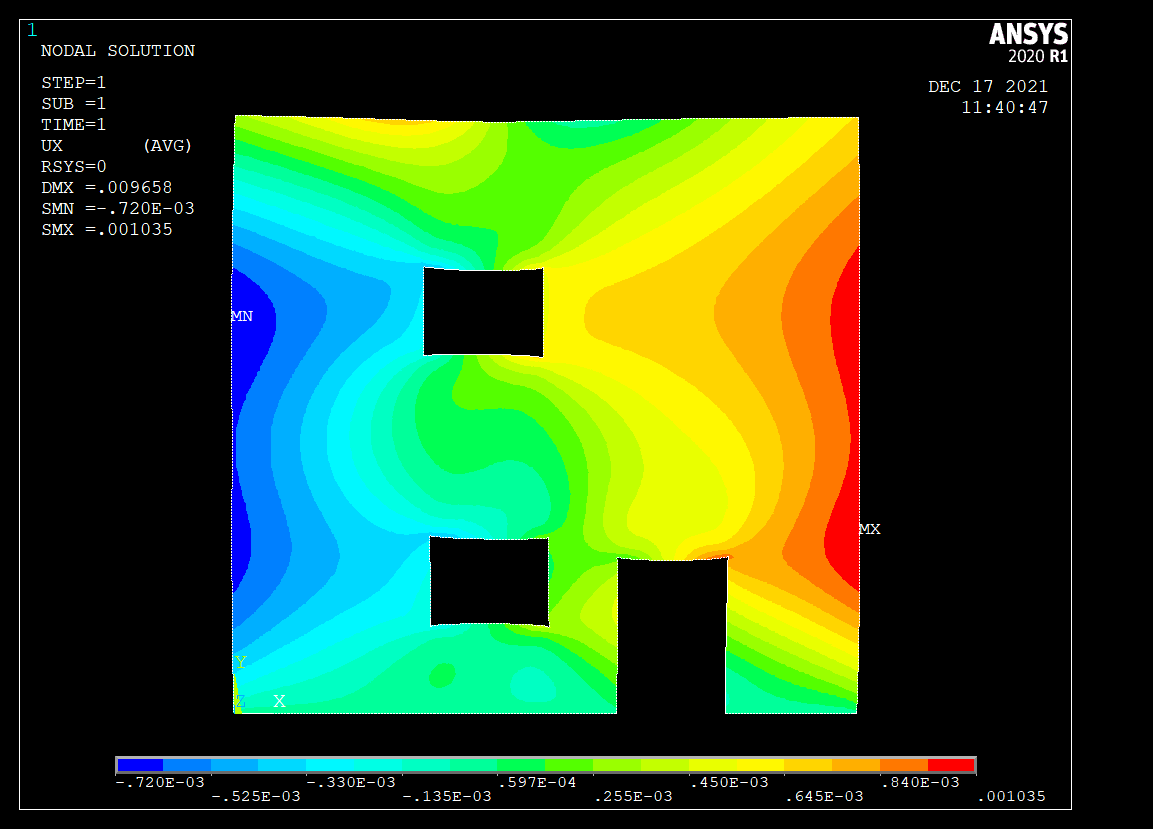 1
NODAL SOLUTION
STEP=1
SUB =1
TIME=1
UX (AVG)
RSYS=0
DMX =.009658
SMN =-.720E-03
SMX =.001035
ANSYS
2020 R1
DEC 17 2021
11:40:47
MN
MX
Y
Z X
-.720E-03 -.330E-03 .597E-04 .450E-03 .840E-03
-.525E-03 -.135E-03 .255E-03 .645E-03 .001035